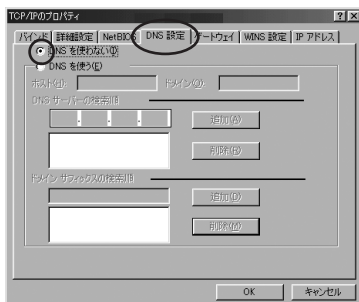 TCP/IPのプロパティ
バインド 詳細設定 NetBIOS DNS 設定 ゲートウェイ WINS 設定 IP アドレス
DNS を使わない(I)
DNS を使う(E)
ホスト(H): ドメイン(O):
DNS サーバーの検索順
追加(A)
削除(R)
ドメイン サフィックスの検索順
追加(D)
削除(M)
OK キャンセル